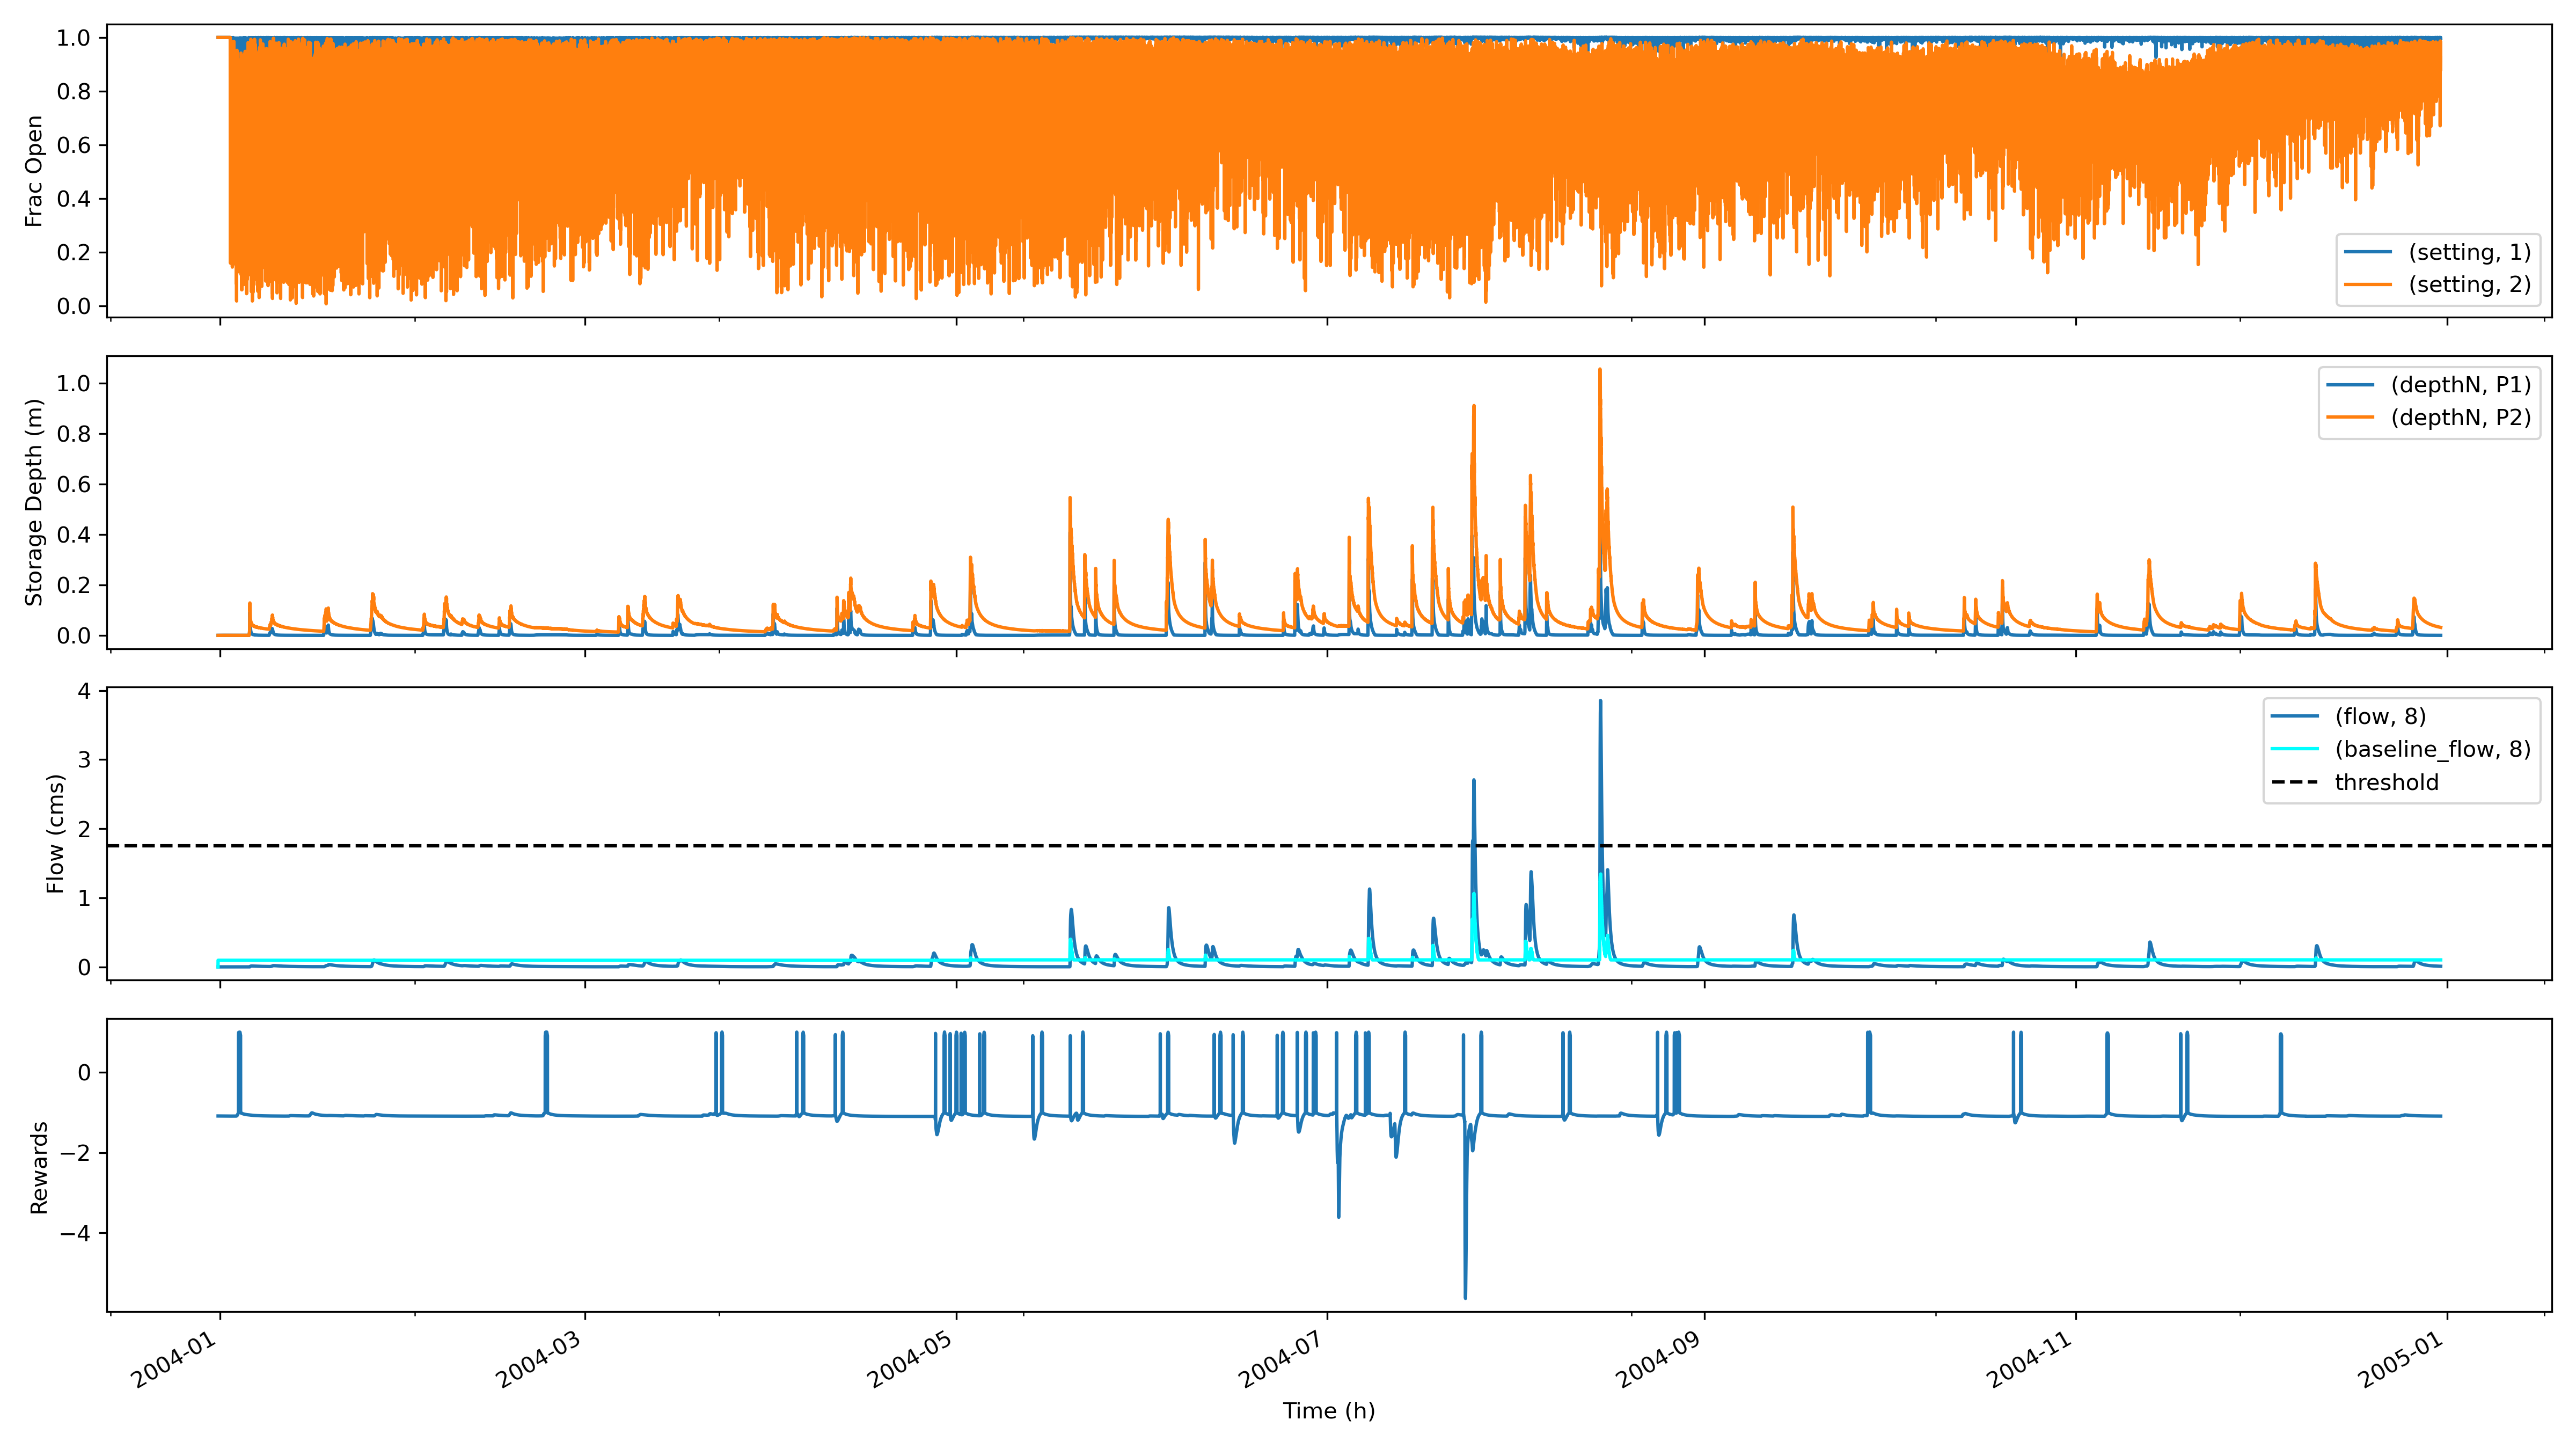 1.0
0.8
0.6
0.4
0.2
0.0
Frac Open
(setting, 1)
(setting, 2)
1.0
0.8
0.6
0.4
0.2
0.0
Storage Depth (m)
(depthN, P1)
(depthN, P2)
4
3
2
1
0
Flow (cms)
(flow, 8)
(baseline_flow, 8)
threshold
0
−2
−4
Rewards
2004-01
2004-03
2004-05
2004-07
2004-09
2004-11
2005-01
Time (h)